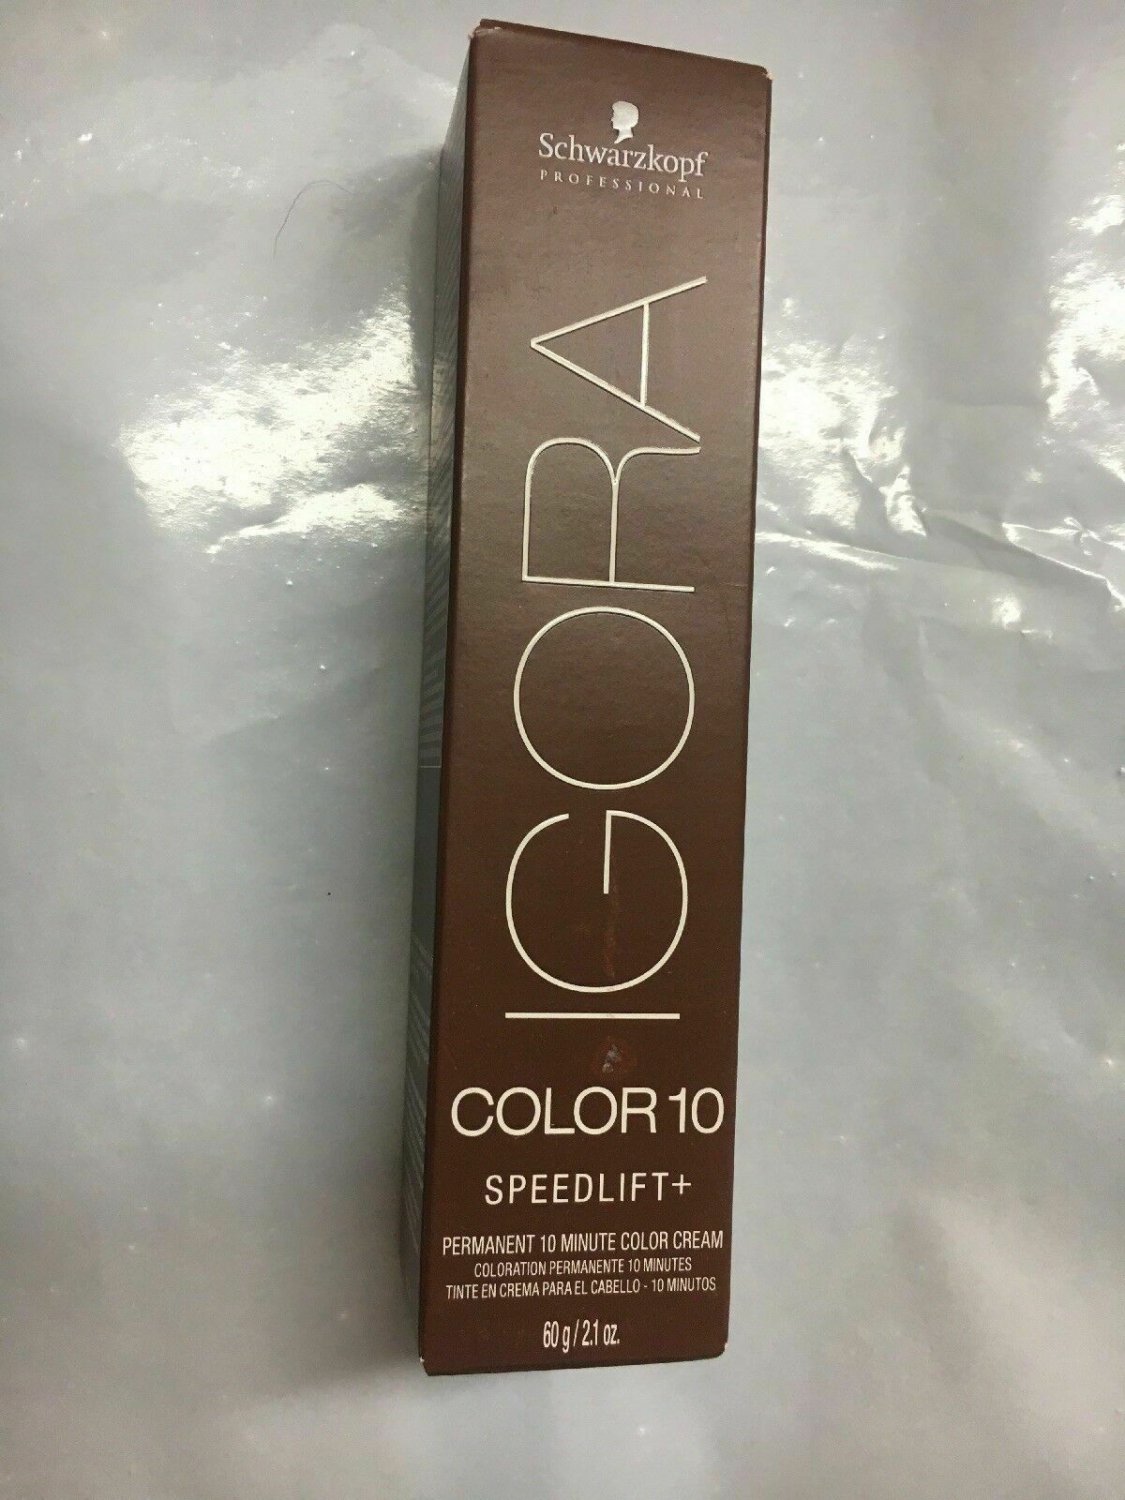 Schwarzkopf
PROFESSIONAL
IGORA
COLOR 10
SPEEDLIFT+
PERMANENT 10 MINUTE COLOR CREAM
COLORATION PERMANENTE 10 MINUTES
TINTE EN CREMA PARA EL CABELLO - 10 MINUTOS
60 g / 2.1 oz.